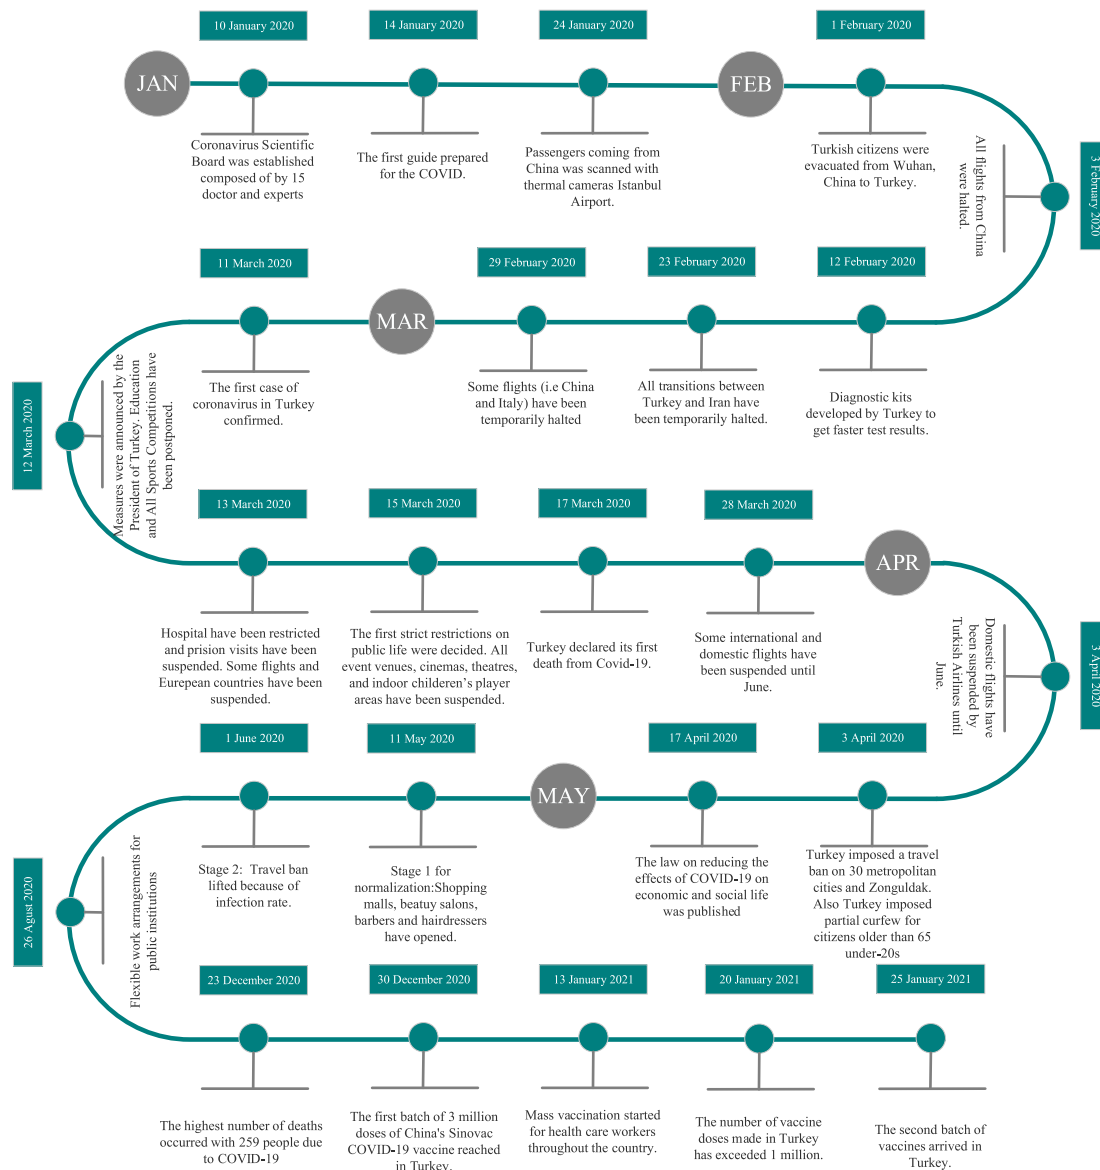 10 January 2020
14 January 2020
24 January 2020
1 February 2020
JAN
FEB
Coronavirus Scientific
Board was established
composed of by 15
doctor and experts
The first guide prepared
for the COVID.
Passengers coming from
China was scanned with
thermal cameras Istanbul
Airport.
Turkish citizens were
evacuated from Wuhan,
China to Turkey.
3 February 2020
All flights from China
were halted.
11 March 2020
29 February 2020
23 February 2020
12 February 2020
MAR
The first case of
coronavirus in Turkey
confirmed.
Some flights (i.e China
and Italy) have been
temporarily halted
All transitions between
Turkey and Iran have
been temporarily halted.
Diagnostic kits
developed by Turkey to
get faster test results.
12 March 2020
Measures were announced by the
President of Turkey. Education
and All Sports Competitions have
been postponed.
13 March 2020
15 March 2020
17 March 2020
28 March 2020
APR
Hospital have been restricted
and prision visits have been
suspended. Some flights and
Eurepean countries have been
suspended.
The first strict restrictions on
public life were decided. All
event venues, cinemas, theatres,
and indoor childeren's player
areas have been suspended.
Turkey declared its first
death from Covid-19.
Some international and
domestic flights have
been suspended until
June.
3 April 2020
Domestic flights have
been suspended by
Turkish Airlines until
June.
1 June 2020
11 May 2020
17 April 2020
3 April 2020
MAY
Stage 2:  Travel ban
lifted because of
infection rate.
Stage 1 for
normalization:Shopping
malls, beatuy salons,
barbers and hairdressers
have opened.
The law on reducing the
effects of COVID-19 on
economic and social life
was published
Turkey imposed a travel
ban on 30 metropolitan
cities and Zonguldak.
Also Turkey imposed
partial curfew for
citizens older than 65
under-20s
26 Agust 2020
Flexible work arrangements for
public institutions
23 December 2020
30 December 2020
13 January 2021
20 January 2021
25 January 2021
The highest number of deaths
occurred with 259 people due
to COVID-19
The first batch of 3 million
doses of China's Sinovac
COVID-19 vaccine reached
in Turkey.
Mass vaccination started
for health care workers
throughout the country.
The number of vaccine
doses made in Turkey
has exceeded 1 million.
The second batch of
vaccines arrived in
Turkey.